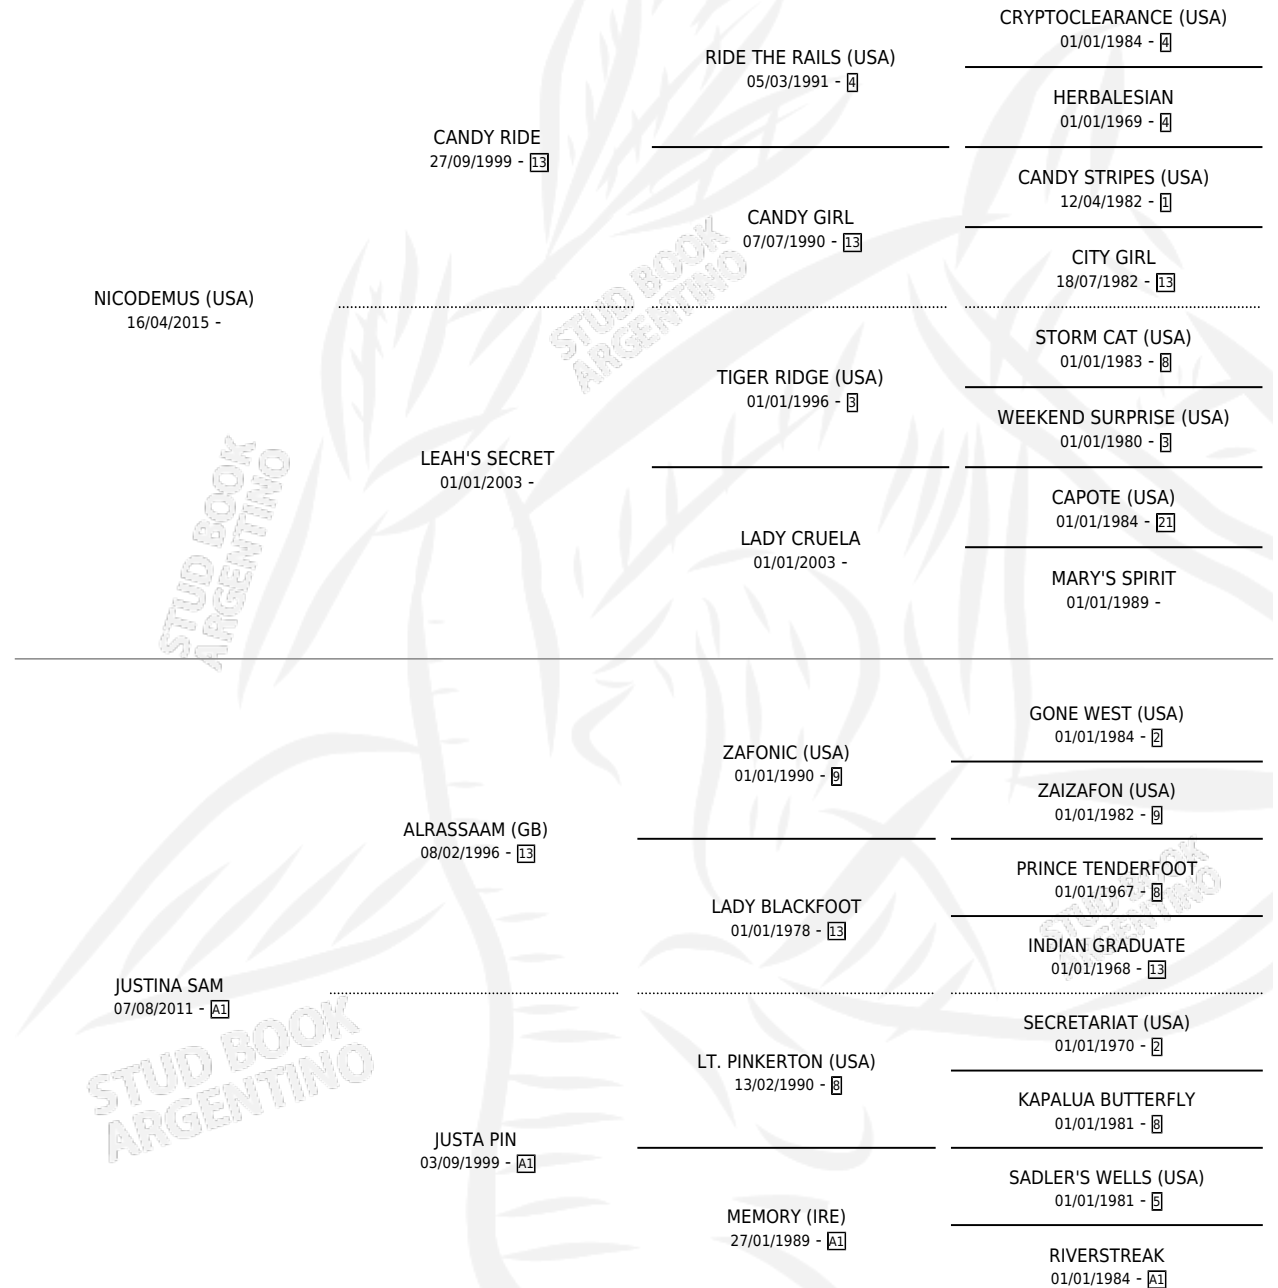 CRYPTOCLEARANCE (USA)
01/01/1984 - 4
RIDE THE RAILS (USA)
05/03/1991 - 4
HERBALESIAN
01/01/1969 - 4
CANDY RIDE
27/09/1999 - 13
CANDY STRIPES (USA)
12/04/1982 - 1
CANDY GIRL
07/07/1990 - 13
CITY GIRL
18/07/1982 - 13
NICODEMUS (USA)
16/04/2015 -
STORM CAT (USA)
01/01/1983 - 8
TIGER RIDGE (USA)
01/01/1996 - 3
WEEKEND SURPRISE (USA)
01/01/1980 - 3
LEAH'S SECRET
01/01/2003 -
CAPOTE (USA)
01/01/1984 - 21
LADY CRUELA
01/01/2003 -
MARY'S SPIRIT
01/01/1989 -
GONE WEST (USA)
01/01/1984 - 2
ZAFONIC (USA)
01/01/1990 - 9
ZAIZAFON (USA)
01/01/1982 - 9
ALRASSAAM (GB)
08/02/1996 - 13
PRINCE TENDERFOOT
01/01/1967 - 8
LADY BLACKFOOT
01/01/1978 - 13
INDIAN GRADUATE
01/01/1968 - 13
JUSTINA SAM
07/08/2011 - A1
SECRETARIAT (USA)
01/01/1970 - 2
LT. PINKERTON (USA)
13/02/1990 - 8
KAPALUA BUTTERFLY
01/01/1981 - 8
JUSTA PIN
03/09/1999 - A1
SADLER'S WELLS (USA)
01/01/1981 - 5
MEMORY (IRE)
27/01/1989 - A1
RIVERSTREAK
01/01/1984 - A1
STUD BOOK
ARGENTINO
STUD BOOK
ARGENTINO
STUD BOOK
ARGENTINO
STUD BOOK
ARGENTINO